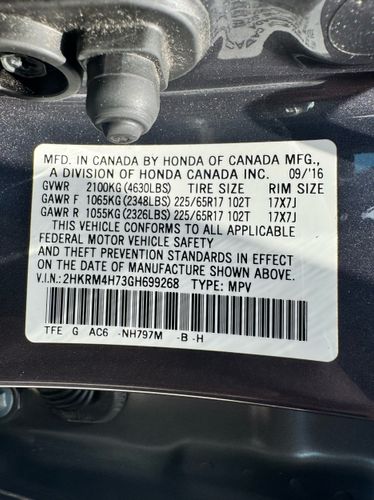 MFD. IN CANADA BY HONDA OF CANADA MFG.,
A DIVISION OF HONDA CANADA INC. 09/'16
GVWR 2100KG(4630LBS) TIRE SIZE RIM SIZE
GAWR F 1065KG(2348LBS) 225/65R17 102T 17X7J
GAWR R 1055KG(2326LBS) 225/65R17 102T 17X7J
THIS VEHICLE CONFORMS TO ALL APPLICABLE
FEDERAL MOTOR VEHICLE SAFETY
AND THEFT PREVENTION STANDARDS IN EFFECT
ON THE DATE OF MANUFACTURE SHOWN ABOVE.
V.I.N.: 2HKRM4H73GH699268 TYPE: MPV
TFE G AC6 -NH797M -B -H